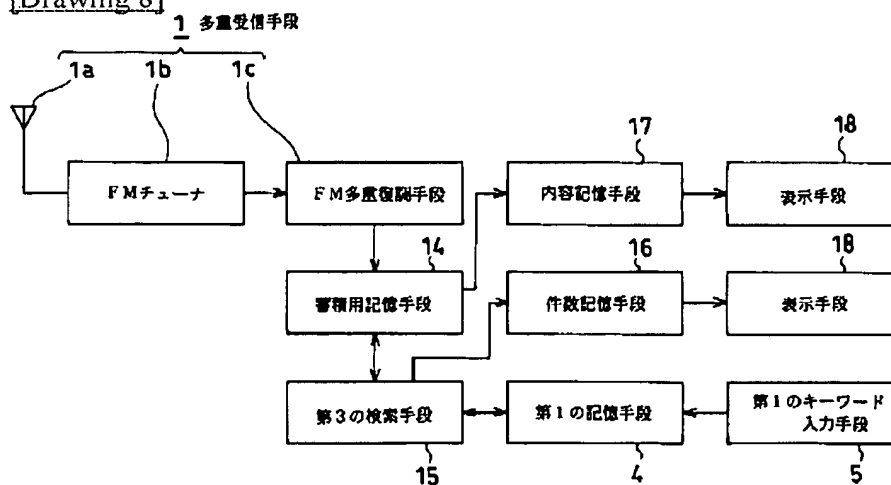 [Drawing 8]
1 多重受信手段
1a 1b 1c
17 18
FMチューナ FM多重復調手段 内容記憶手段 表示手段
14 16 18
蓄積用記憶手段 件数記憶手段 表示手段
第3の検索手段 第1の記憶手段 第1のキーワード
入力手段
15 4 5